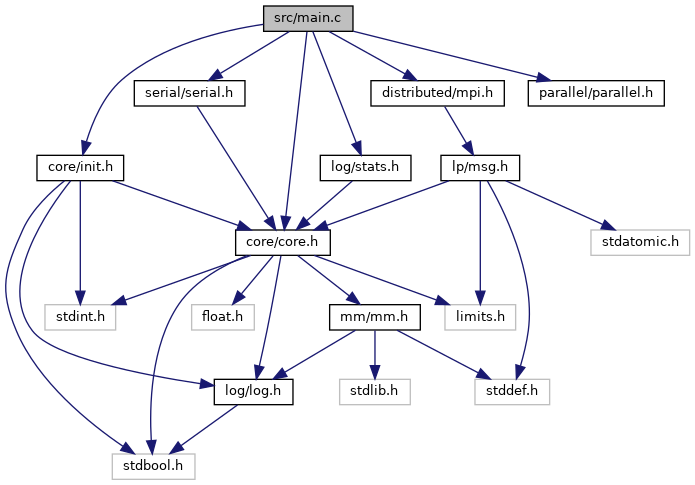 src/main.c
serial/serial.h
distributed/mpi.h
parallel/parallel.h
core/init.h
log/stats.h
lp/msg.h
core/core.h
stdatomic.h
stdint.h
float.h
mm/mm.h
limits.h
log/log.h
stdlib.h
stddef.h
stdbool.h